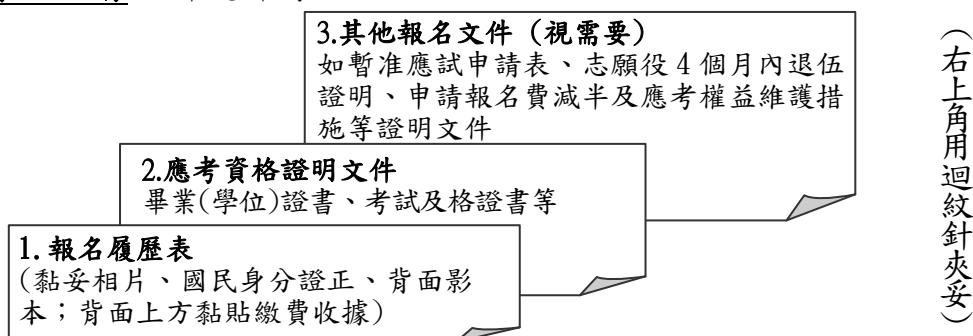 3.其他報名文件（視需要）
如暫准應試申請表、志願役 4 個月內退伍
證明、申請報名費減半及應考權益維護措
施等證明文件
2.應考資格證明文件
畢業(學位)證書、考試及格證書等
1.報名履歷表
(黏妥相片、國民身分證正、背面影
本；背面上方黏貼繳費收據)
（右上角用迴紋針夾妥）